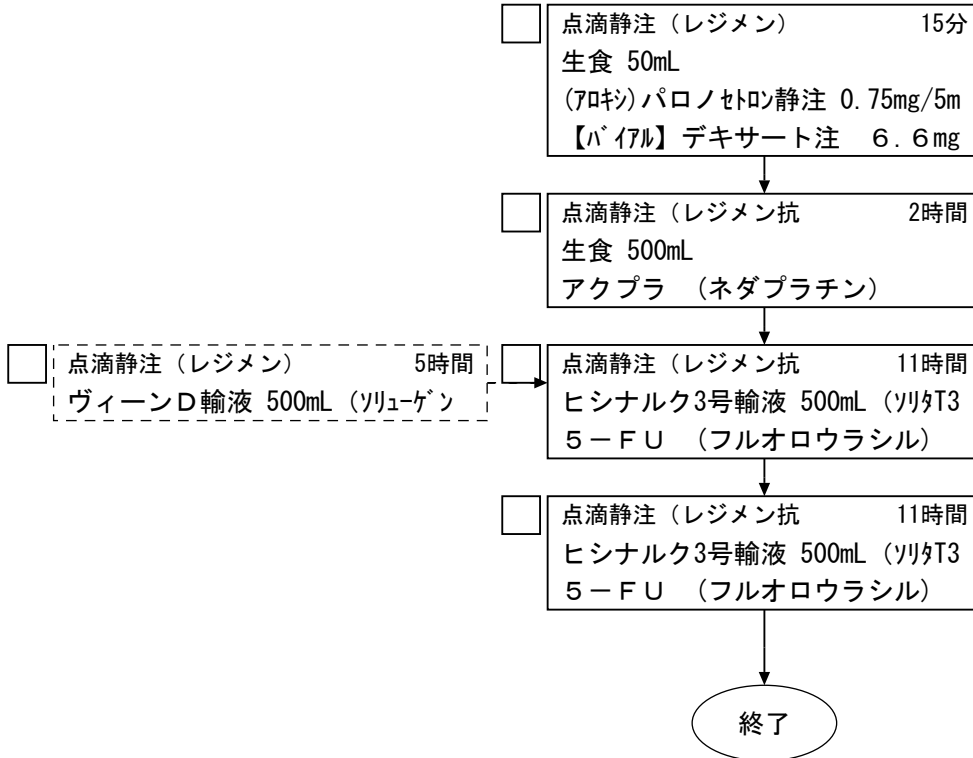 点滴静注（レジメン） 15分
生食 50mL
(ｱﾛｷｼ)パロノセトロン静注 0.75mg/5m
【ﾊﾞｲｱﾙ】デキサート注 ６.６mg
点滴静注（レジメン抗 2時間
生食 500mL
アクプラ （ネダプラチン）
点滴静注（レジメン） 5時間
ヴィーンＤ輸液 500mL（ｿﾘｭｰｹﾞﾝ
点滴静注（レジメン抗 11時間
ヒシナルク3号輸液 500mL（ｿﾘﾀT3
５－ＦＵ （フルオロウラシル）
点滴静注（レジメン抗 11時間
ヒシナルク3号輸液 500mL（ｿﾘﾀT3
５－ＦＵ （フルオロウラシル）
終了